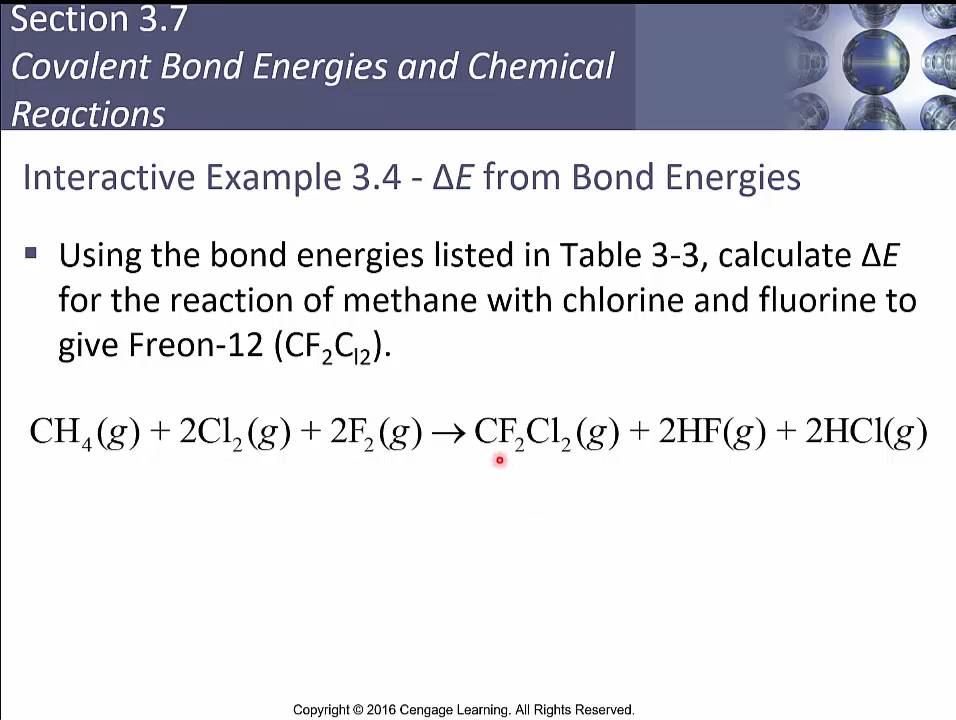 Section 3.7
Covalent Bond Energies and Chemical
Reactions
Interactive Example 3.4 - ΔE from Bond Energies
▪ Using the bond energies listed in Table 3-3, calculate ΔE
for the reaction of methane with chlorine and fluorine to
give Freon-12 (CF₂Cₗ₂).
CH₄(g) + 2Cl₂(g) + 2F₂(g) → CF₂Cl₂(g) + 2HF(g) + 2HCl(g)
Copyright © 2016 Cengage Learning. All Rights Reserved.